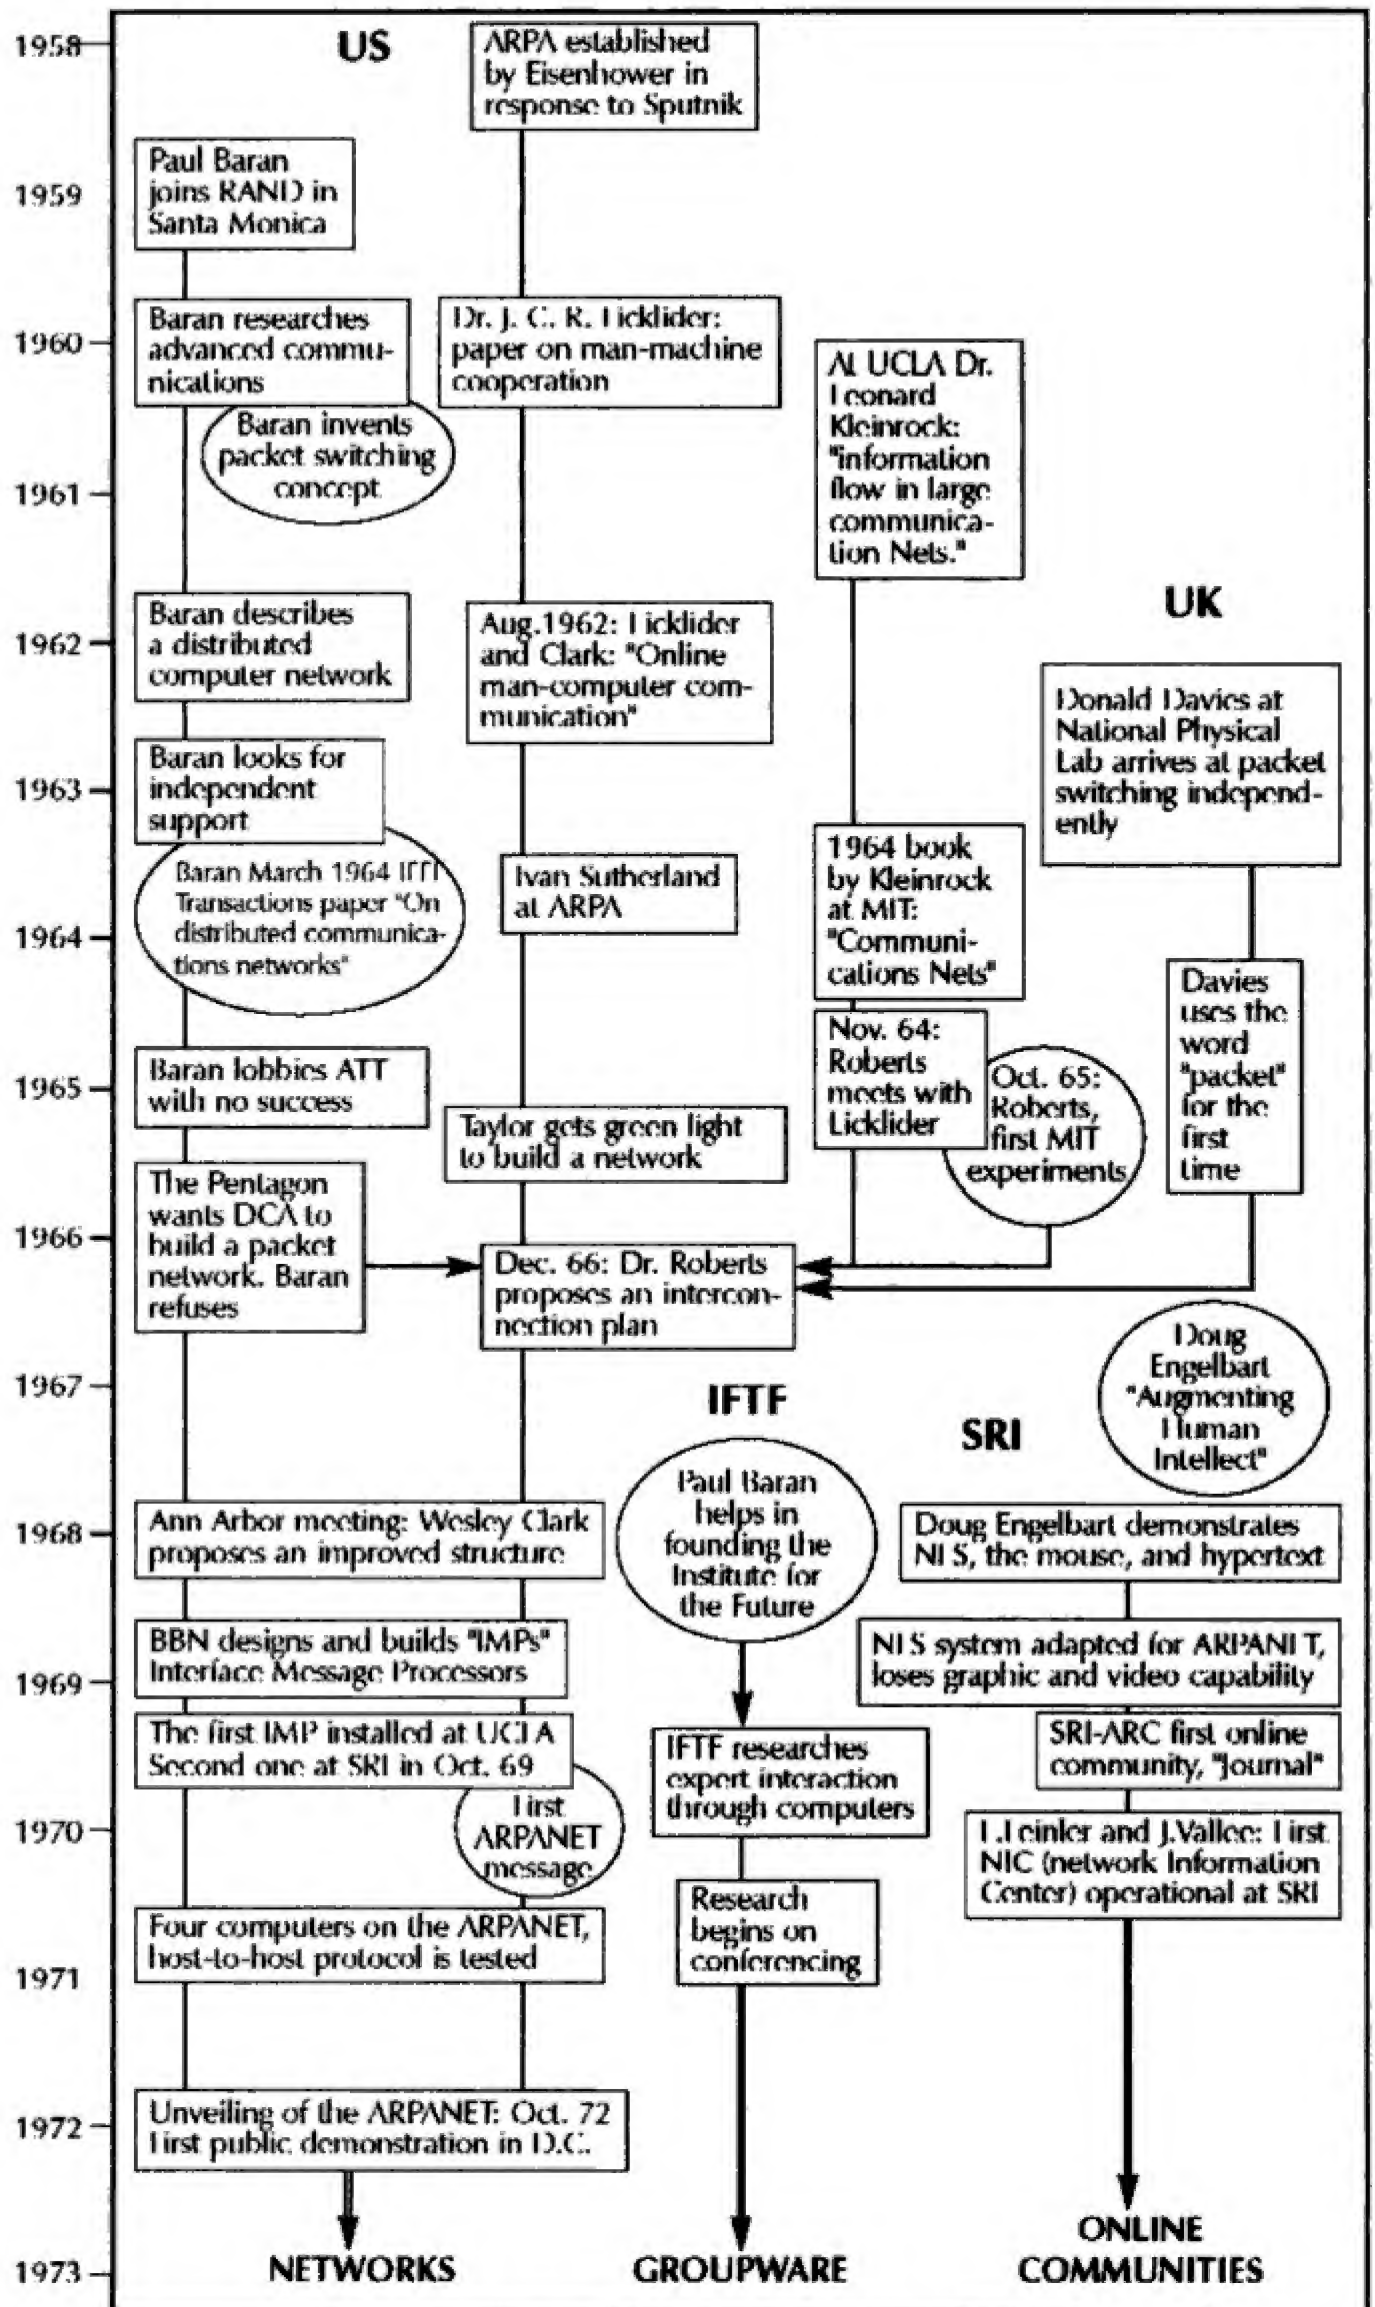 1958
US
ARPA established
by Eisenhower in
response to Sputnik
1959
Paul Baran
joins RAND in
Santa Monica
1960
Baran researches
advanced commu-
nications
Dr. J. C. R. Licklider:
paper on man-machine
cooperation
At UCLA Dr.
Leonard
Kleinrock:
"information
flow in large
communica-
tion Nets."
Baran invents
packet switching
concept
1961
UK
1962
Baran describes
a distributed
computer network
Aug.1962: Licklider
and Clark: "Online
man-computer com-
munication"
Donald Davies at
National Physical
Lab arrives at packet
switching independ-
ently
1963
Baran looks for
independent
support
Baran March 1964 IEEE
Transactions paper "On
distributed communica-
tions networks"
Ivan Sutherland
at ARPA
1964 book
by Kleinrock
at MIT:
"Communi-
cations Nets"
1964
Davies
uses the
word
"packet"
for the
first
time
Nov. 64:
Roberts
meets with
Licklider
Oct. 65:
Roberts,
first MIT
experiments
1965
Baran lobbies ATT
with no success
Taylor gets green light
to build a network
The Pentagon
wants DCA to
build a packet
network. Baran
refuses
1966
Dec. 66: Dr. Roberts
proposes an intercon-
nection plan
Doug
Engelbart
"Augmenting
Human
Intellect"
1967
IFTF
SRI
Paul Baran
helps in
founding the
Institute for
the Future
1968
Ann Arbor meeting: Wesley Clark
proposes an improved structure
Doug Engelbart demonstrates
NLS, the mouse, and hypertext
BBN designs and builds "IMPs"
Interface Message Processors
NLS system adapted for ARPANET,
loses graphic and video capability
1969
The first IMP installed at UCLA
Second one at SRI in Oct. 69
IFTF researches
expert interaction
through computers
SRI-ARC first online
community, "Journal"
First
ARPANET
message
1970
and J.Vallee: First
NIC (network Information
Center) operational at SRI
Research
begins on
conferencing
Four computers on the ARPANET,
host-to-host protocol is tested
1971
Unveiling of the ARPANET: Oct. 72
First public demonstration in D.C.
1972
1973
NETWORKS
GROUPWARE
ONLINE
COMMUNITIES